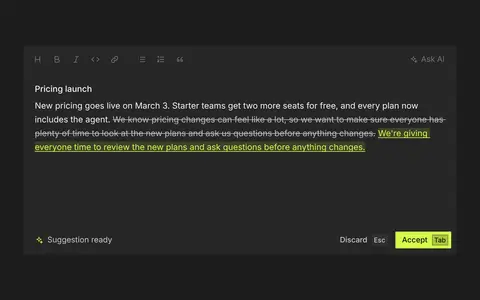 H B I Ask AI
Pricing launch
New pricing goes live on March 3. Starter teams get two more seats for free, and every plan now
includes the agent. We know pricing changes can feel like a lot, so we want to make sure everyone has
plenty of time to look at the new plans and ask us questions before anything changes. We're giving
everyone time to review the new plans and ask questions before anything changes.
Suggestion ready Discard Esc Accept Tab